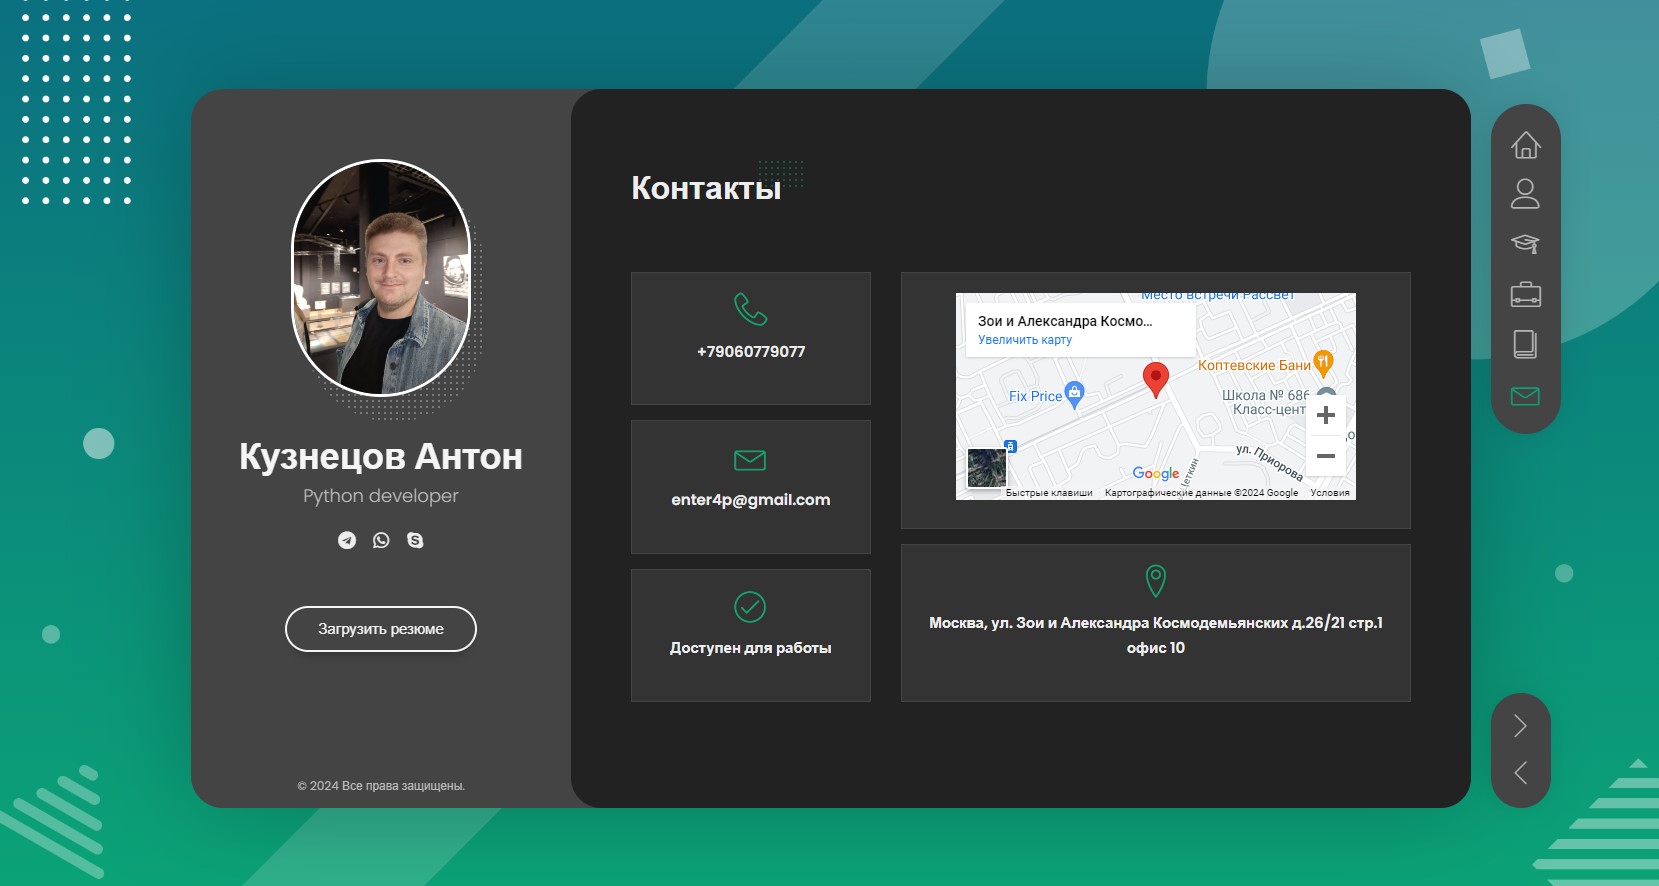 Кузнецов Антон
Python developer
Загрузить резюме
© 2024 Все права защищены.
Контакты
+79060779077
enter4p@gmail.com
Доступен для работы
Место встречи Рассвет
Зои и Александра Космо...
Увеличить карту
Коптевские Бани
Fix Price
Школа № 686
Класс-цент
ул. Приорова
Google
Быстрые клавиши
Картографические данные ©2024 Google
Условия
Москва, ул. Зои и Александра Космодемьянских д.26/21 стр.1
офис 10